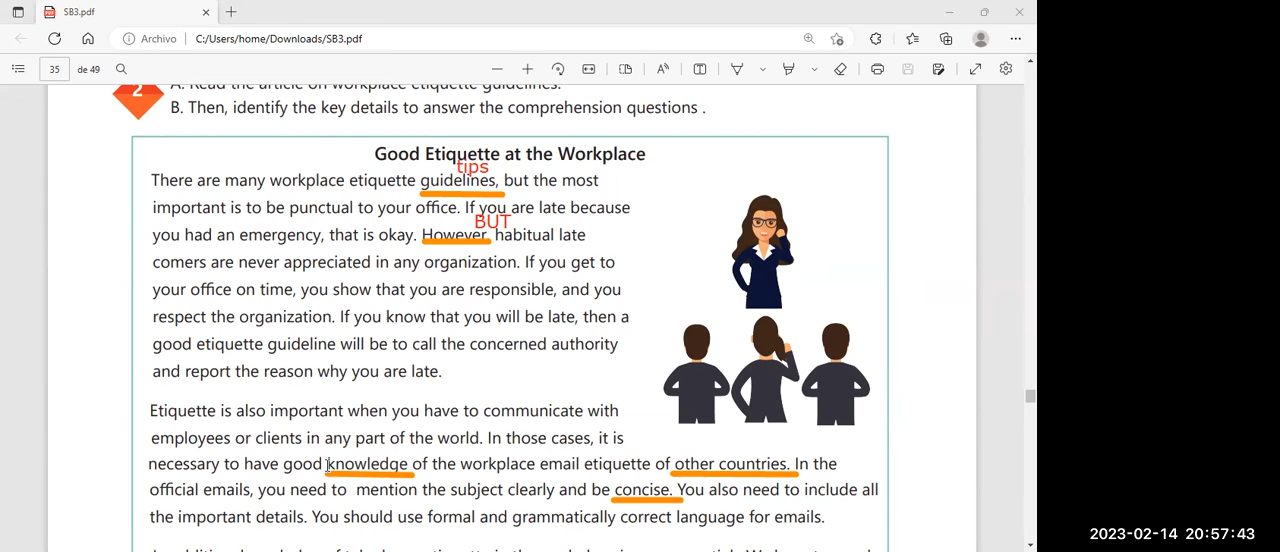 SB3.pdf
Archivo C:/Users/home/Downloads/SB3.pdf
35 de 49
2 A. Read the article on workplace etiquette guidelines.
B. Then, identify the key details to answer the comprehension questions .
Good Etiquette at the Workplace
tips
There are many workplace etiquette guidelines, but the most
important is to be punctual to your office. If you are late because
BUT
you had an emergency, that is okay. However, habitual late
comers are never appreciated in any organization. If you get to
your office on time, you show that you are responsible, and you
respect the organization. If you know that you will be late, then a
good etiquette guideline will be to call the concerned authority
and report the reason why you are late.
Etiquette is also important when you have to communicate with
employees or clients in any part of the world. In those cases, it is
necessary to have good knowledge of the workplace email etiquette of other countries. In the
official emails, you need to mention the subject clearly and be concise. You also need to include all
the important details. You should use formal and grammatically correct language for emails.
2023-02-14 20:57:43